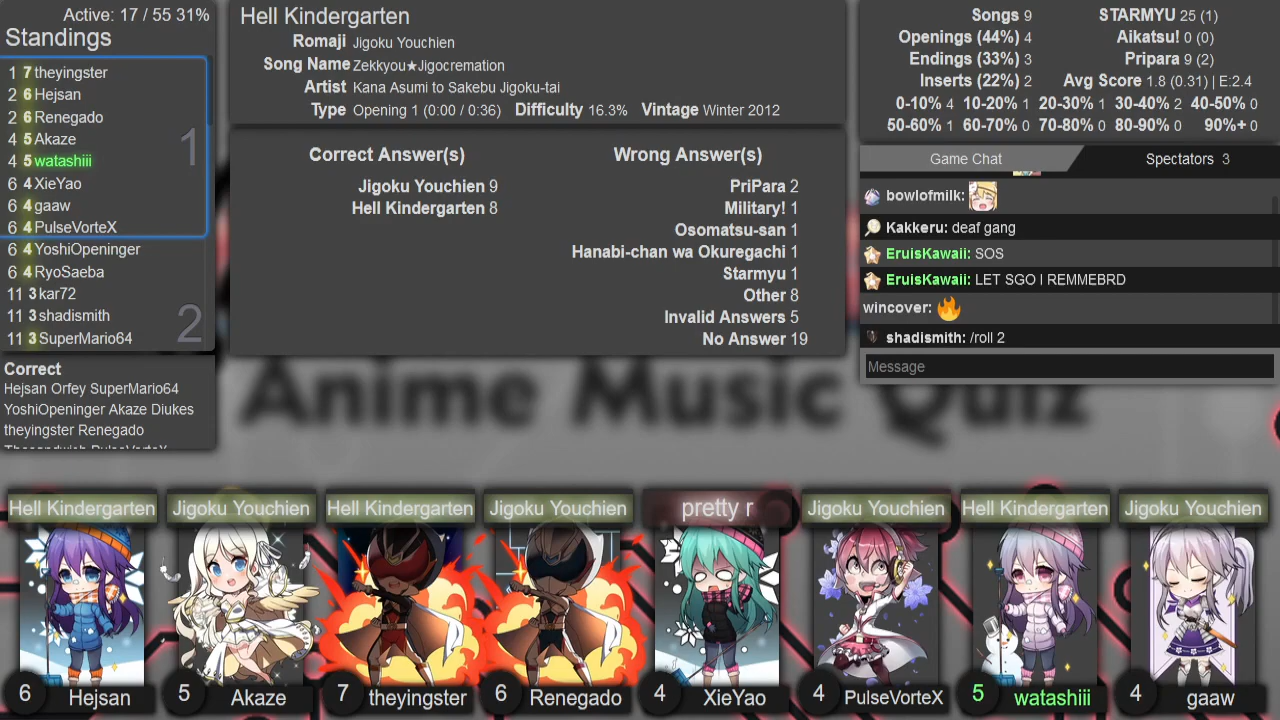 Active: 17 / 55 31%
Standings
1 7 theyingster
2 6 Hejsan
2 6 Renegado
4 5 Akaze
4 5 watashiii
6 4 XieYao
6 4 gaaw
6 4 PulseVorteX
1
6 4 YoshiOpeninger
6 4 RyoSaeba
11 3 kar72
11 3 shadismith
11 3 SuperMario64
2
Correct
Hejsan Orfey SuperMario64
YoshiOpeninger Akaze Diukes
theyingster Renegado
Hell Kindergarten
Romaji Jigoku Youchien
Song Name Zekkyou★Jigocremation
Artist Kana Asumi to Sakebu Jigoku-tai
Type Opening 1 (0:00 / 0:36) Difficulty 16.3% Vintage Winter 2012
Correct Answer(s)
Jigoku Youchien 9
Hell Kindergarten 8
Wrong Answer(s)
PriPara 2
Military! 1
Osomatsu-san 1
Hanabi-chan wa Okuregachi 1
Starmyu 1
Other 8
Invalid Answers 5
No Answer 19
Songs 9 STARMYU 25 (1)
Openings (44%) 4 Aikatsu! 0 (0)
Endings (33%) 3 Pripara 9 (2)
Inserts (22%) 2 Avg Score 1.8 (0.31) | E:2.4
0-10% 4 10-20% 1 20-30% 1 30-40% 2 40-50% 0
50-60% 1 60-70% 0 70-80% 0 80-90% 0 90%+ 0
Game Chat Spectators 3
bowlofmilk:
Kakkeru: deaf gang
EruisKawaii: SOS
EruisKawaii: LET SGO I REMMEBRD
wincover:
shadismith: /roll 2
Message
Anime Music Quiz
Hell Kindergarten Jigoku Youchien Hell Kindergarten Jigoku Youchien pretty r Jigoku Youchien Hell Kindergarten Jigoku Youchien
6 Hejsan 5 Akaze 7 theyingster 6 Renegado 4 XieYao 4 PulseVorteX 5 watashiii 4 gaaw